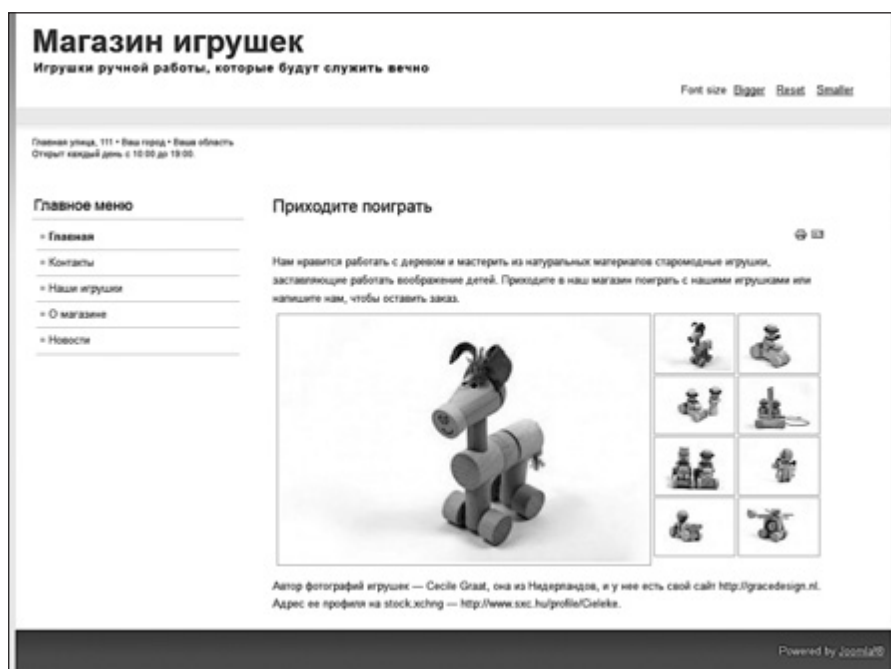 Магазин игрушек
Игрушки ручной работы, которые будут служить вечно
Font size Bigger Reset Smaller
Главная улица, 111 • Ваш город • Ваша область
Открыт каждый день с 10:00 до 19:00.
Главное меню
Главная
Контакты
Наши игрушки
О магазине
Новости
Приходите поиграть
Нам нравится работать с деревом и мастерить из натуральных материалов старомодные игрушки,
заставляющие работать воображение детей. Приходите в наш магазин поиграть с нашими игрушками или
напишите нам, чтобы оставить заказ.
Автор фотографий игрушек — Cecile Graat, она из Нидерландов, и у нее есть свой сайт http://gracedesign.nl.
Адрес ее профиля на stock.xchng — http://www.sxc.hu/profile/Cieleke.
Powered by Joomla!®